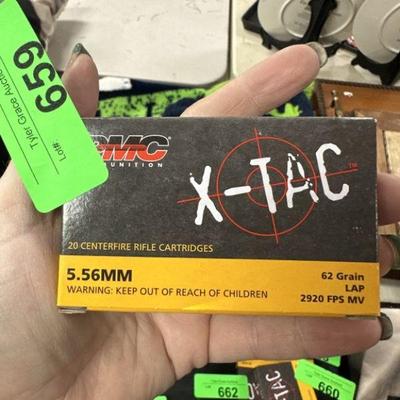 Tyler Grace Auction
Lot#:
659
PMC
AMMUNITION
X-TAC™
20 CENTERFIRE RIFLE CARTRIDGES
5.56MM
62 Grain
LAP
WARNING: KEEP OUT OF REACH OF CHILDREN
2920 FPS MV
662
660
TAC